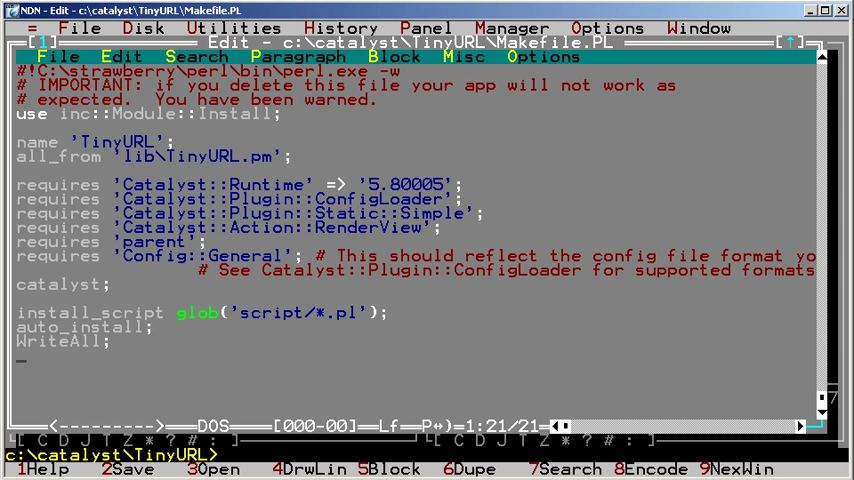 NDN - Edit - c:\catalyst\TinyURL\Makefile.PL
= File Disk Utilities History Panel Manager Options Window
[1] Edit - c:\catalyst\TinyURL\Makefile.PL [↑]
File Edit Search Paragraph Block Misc Options
#!C:\strawberry\perl\bin\perl.exe -w
# IMPORTANT: if you delete this file your app will not work as
# expected.  You have been warned.
use inc::Module::Install;
name 'TinyURL';
all_from 'lib\TinyURL.pm';
requires 'Catalyst::Runtime' => '5.80005';
requires 'Catalyst::Plugin::ConfigLoader';
requires 'Catalyst::Plugin::Static::Simple';
requires 'Catalyst::Action::RenderView';
requires 'parent';
requires 'Config::General'; # This should reflect the config file format yo
# See Catalyst::Plugin::ConfigLoader for supported formats
catalyst;
install_script glob('script/*.pl');
auto_install;
WriteAll;
<---------> DOS [000-00] Lf P↔) 1:21/21
[ C D J T Z * ? # : ] [ C D J T Z * ? # : ]
c:\catalyst\TinyURL>
1Help 2Save 3Open 4DrwLin 5Block 6Dupe 7Search 8Encode 9NexWin